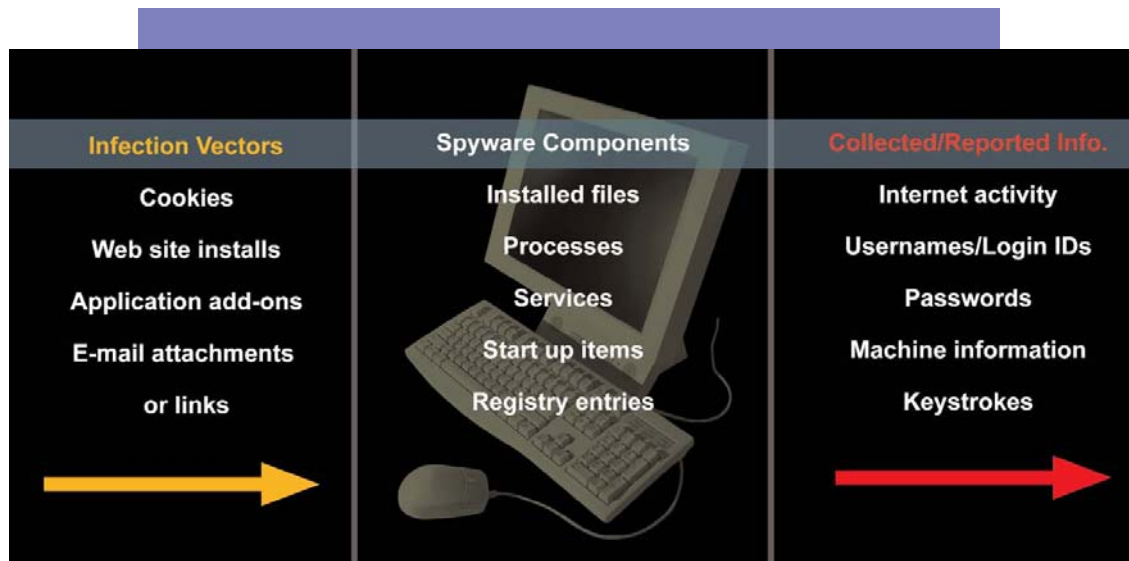 Infection Vectors
Cookies
Web site installs
Application add-ons
E-mail attachments
or links
Spyware Components
Installed files
Processes
Services
Start up items
Registry entries
Collected/Reported Info.
Internet activity
Usernames/Login IDs
Passwords
Machine information
Keystrokes